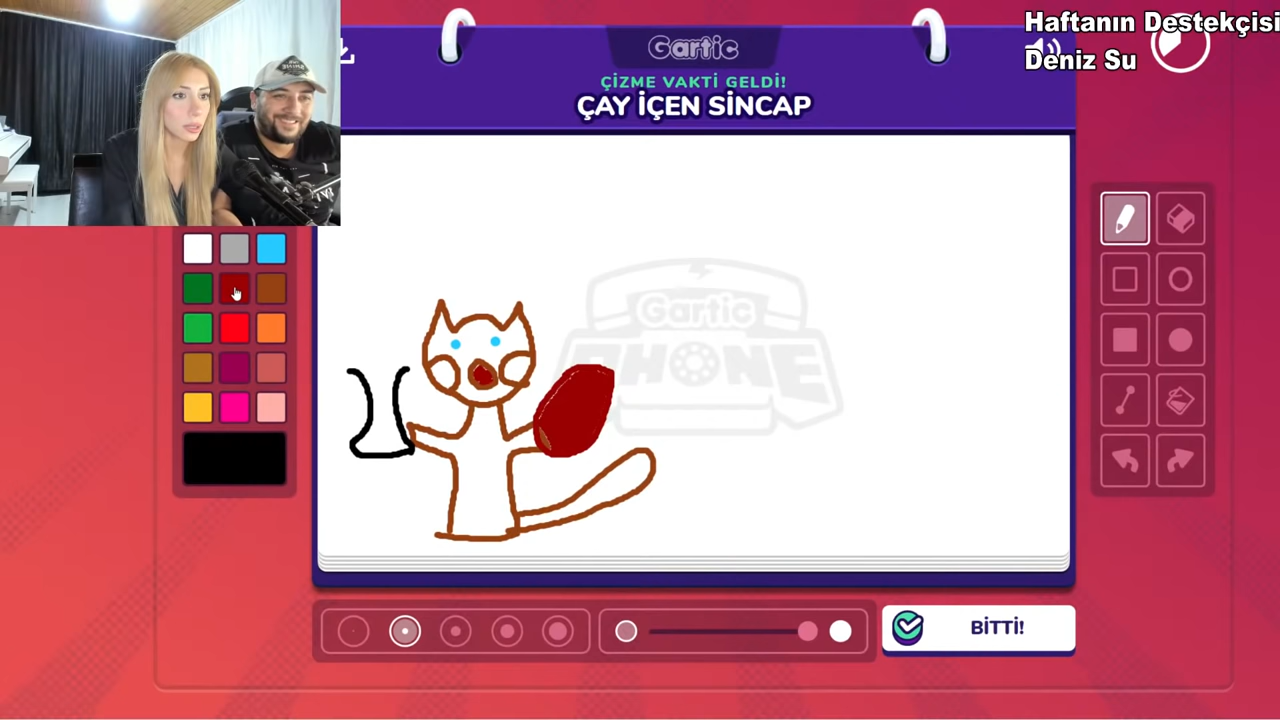 Haftanın Destekçisi
Deniz Su
Gartic
ÇİZME VAKTİ GELDİ!
ÇAY İÇEN SİNCAP
Gartic
PHONE
BİTTİ!